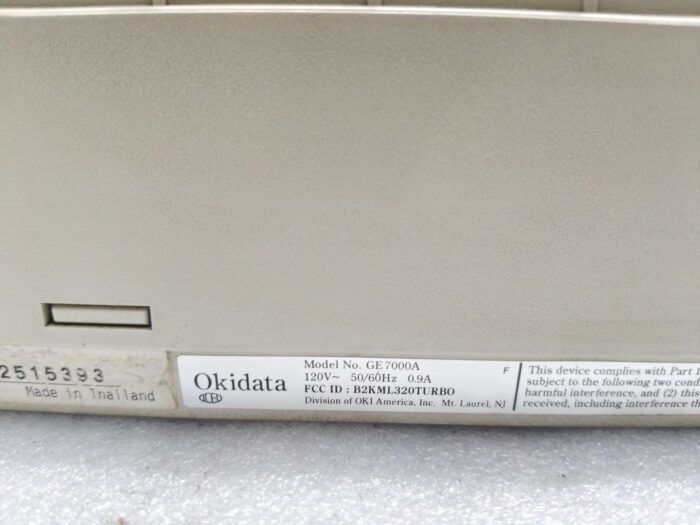 2515393
Made in Thailand
Okidata
Model No. GE7000A
120V~ 50/60Hz 0.9A
FCC ID : B2KML320TURBO
Division of OKI America, Inc. Mt. Laurel, NJ
F
This device complies with Part
subject to the following two
harmful interference, and (2) this
received, including interference